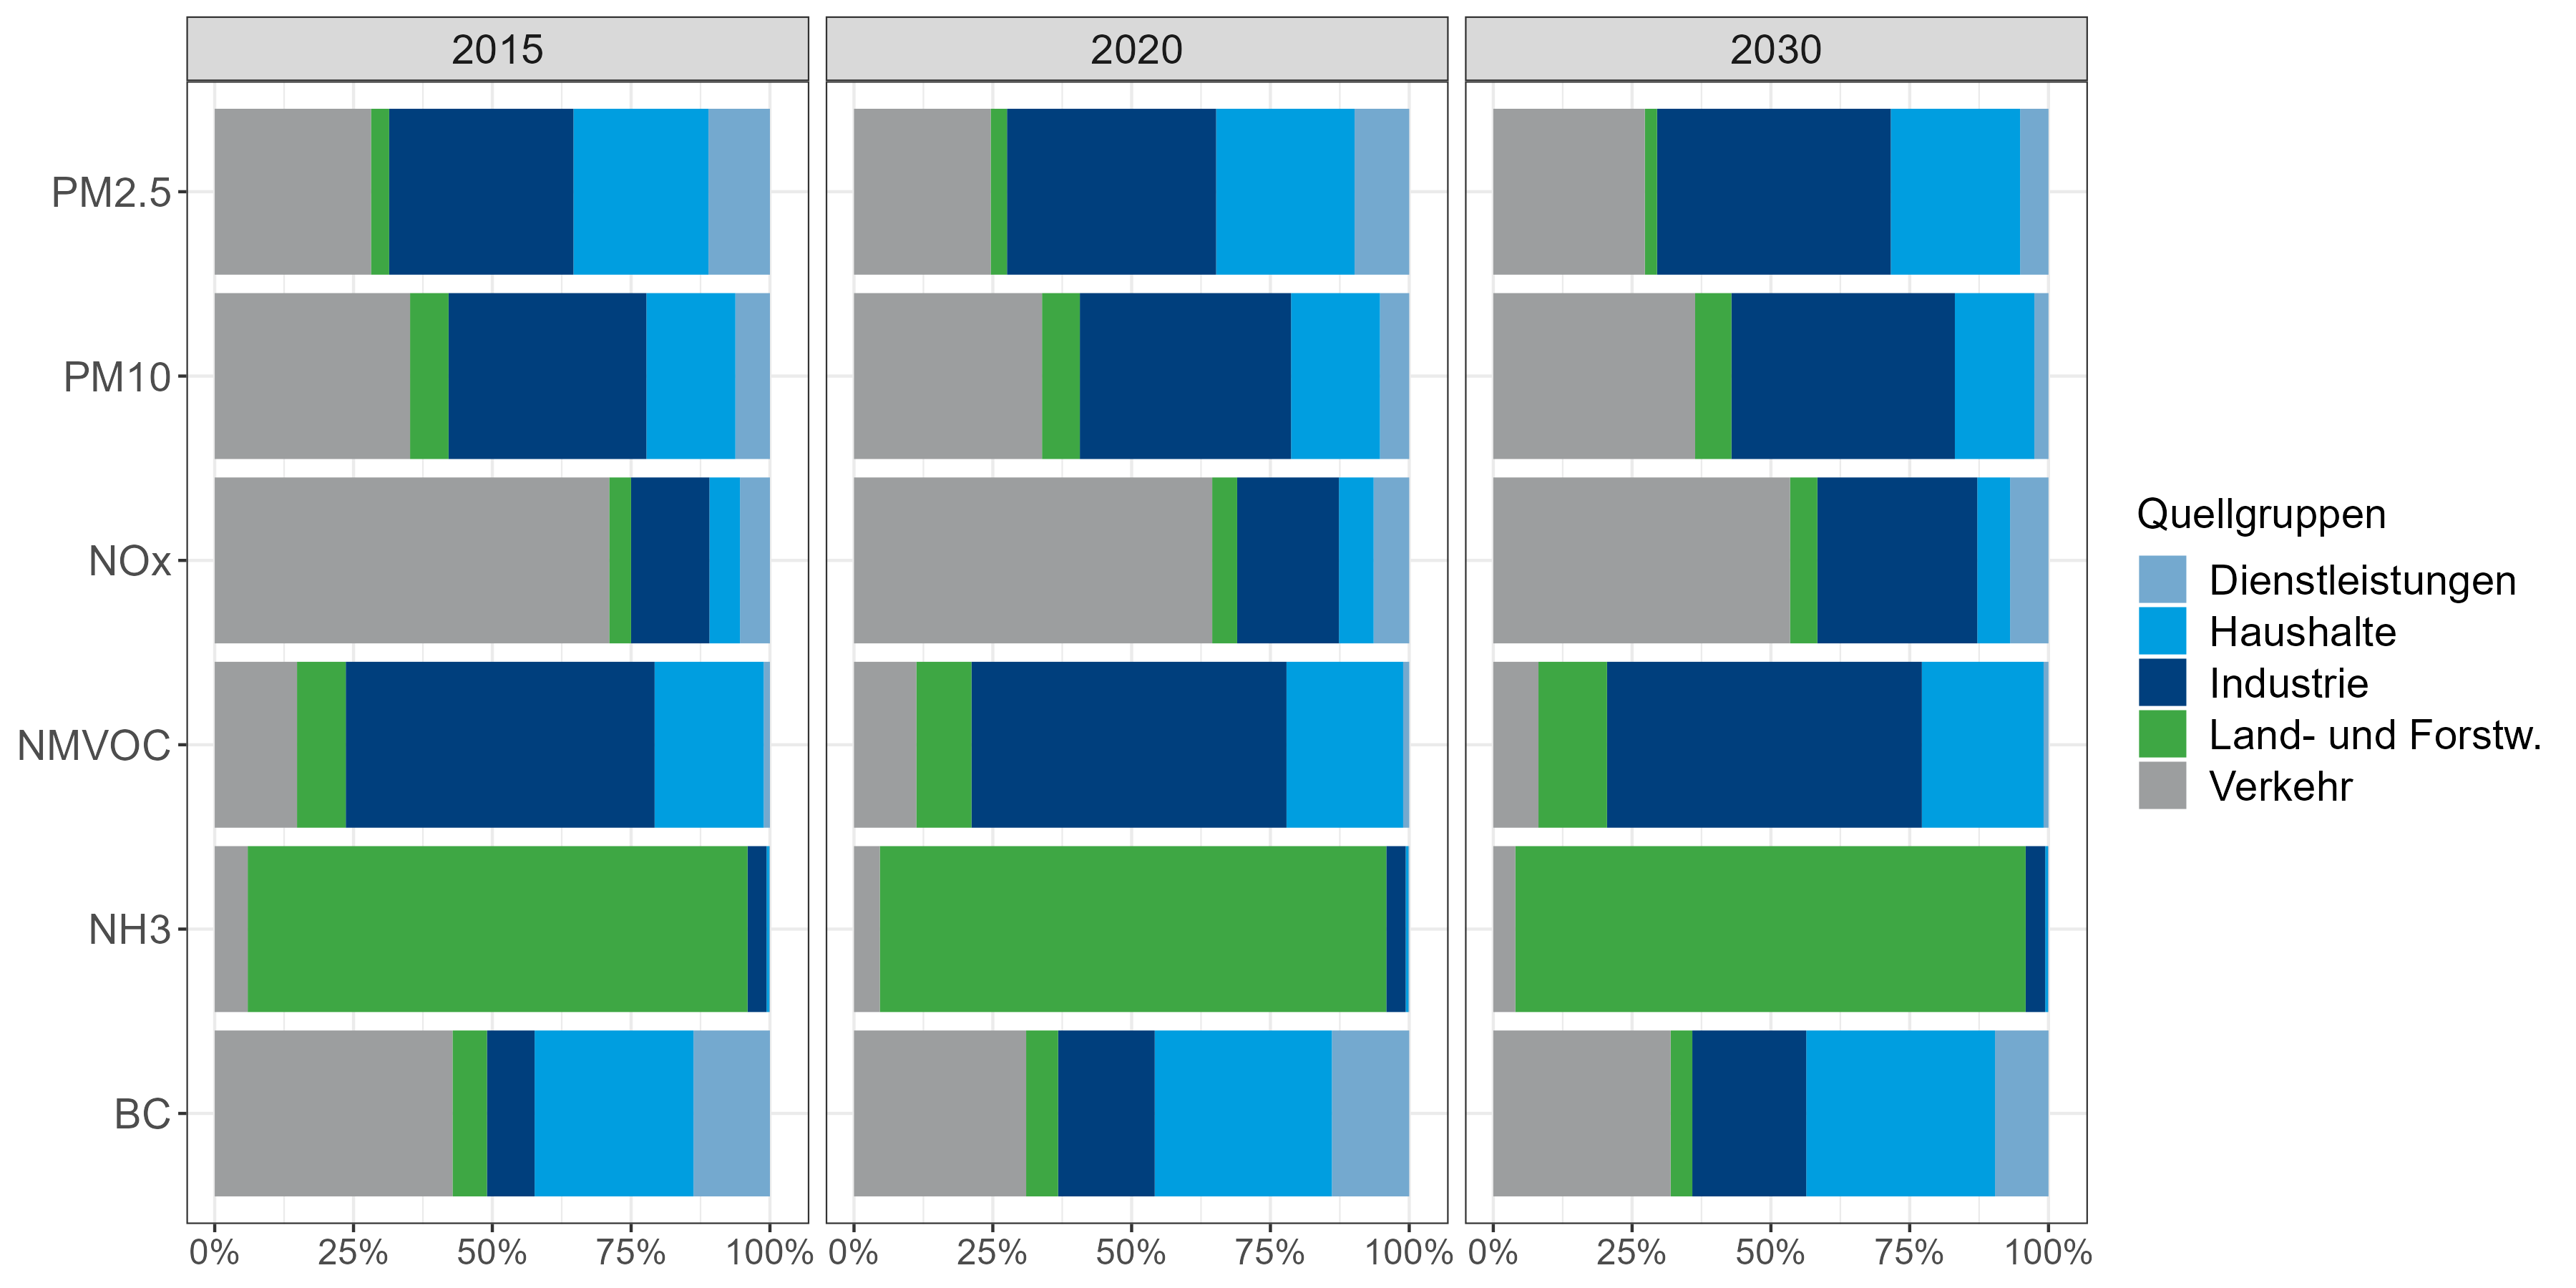 2015 2020 2030
PM2.5
PM10
NOx
NMVOC
NH3
BC
0% 25% 50% 75% 100% 0% 25% 50% 75% 100% 0% 25% 50% 75% 100%
Quellgruppen
Dienstleistungen
Haushalte
Industrie
Land- und Forstw.
Verkehr